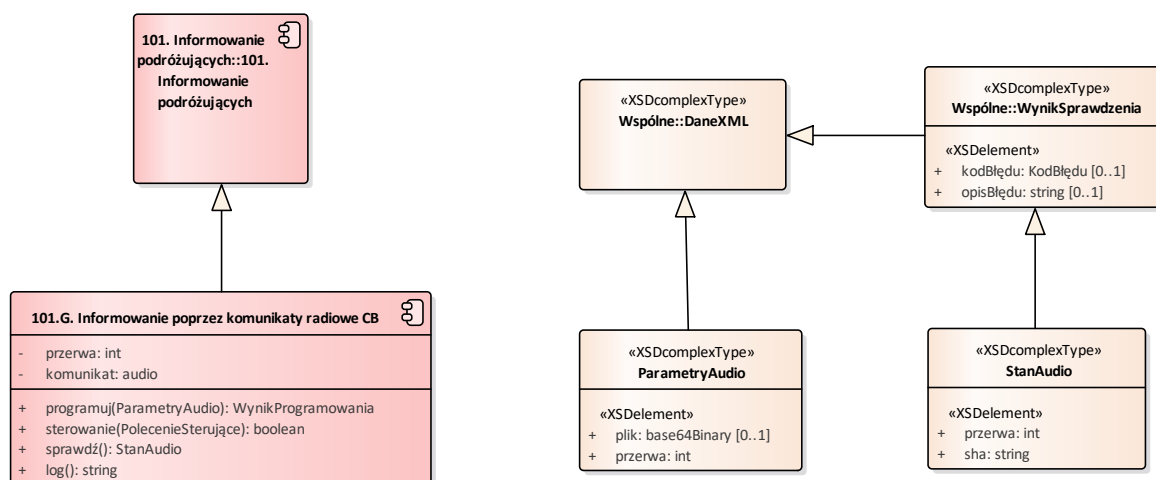 101. Informowanie
podróżujących::101.
Informowanie
podróżujących
101.G. Informowanie poprzez komunikaty radiowe CB
- przerwa: int
- komunikat: audio
+ programuj(ParametryAudio): WynikProgramowania
+ sterowanie(PolecenieSterujące): boolean
+ sprawdź(): StanAudio
+ log(): string
«XSDcomplexType»
Wspólne::DaneXML
«XSDcomplexType»
Wspólne::WynikSprawdzenia
«XSDelement»
+ kodBłędu: KodBłędu [0..1]
+ opisBłędu: string [0..1]
«XSDcomplexType»
ParametryAudio
«XSDelement»
+ plik: base64Binary [0..1]
+ przerwa: int
«XSDcomplexType»
StanAudio
«XSDelement»
+ przerwa: int
+ sha: string